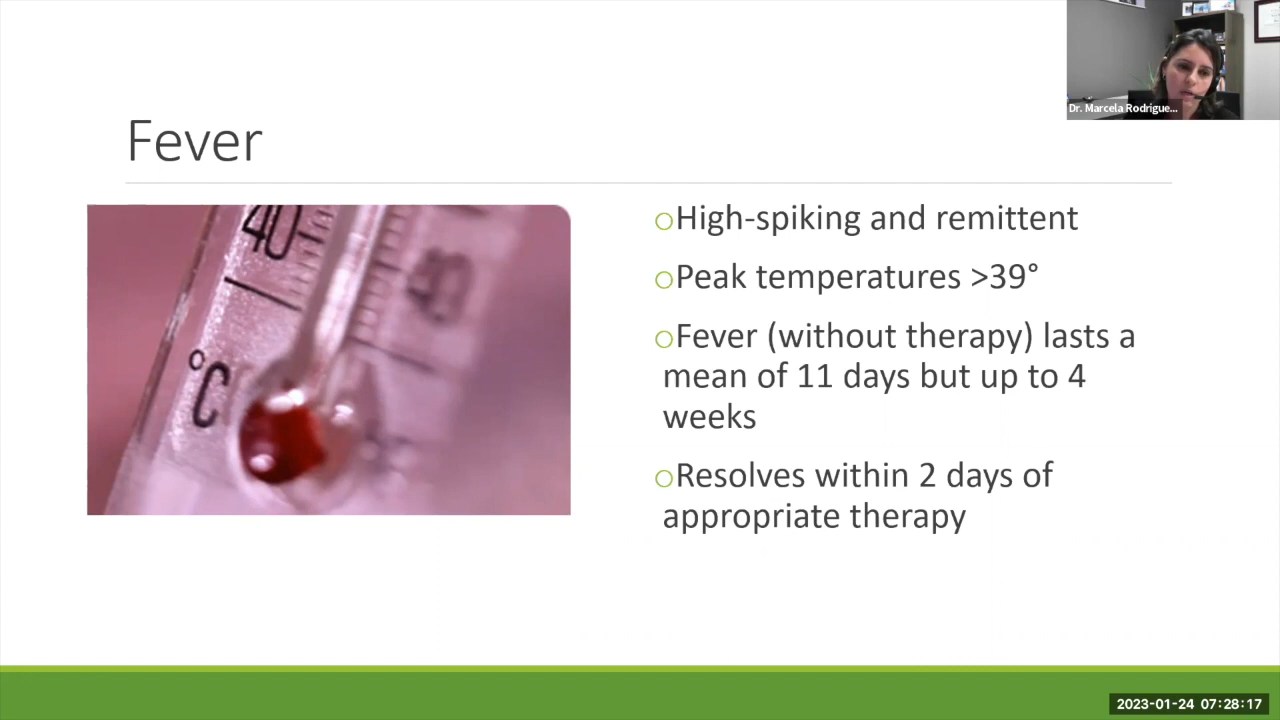 Dr. Marcela Rodrigue...
Fever
40
°C
○High-spiking and remittent
○Peak temperatures >39°
○Fever (without therapy) lasts a
mean of 11 days but up to 4
weeks
○Resolves within 2 days of
appropriate therapy
2023-01-24 07:28:17